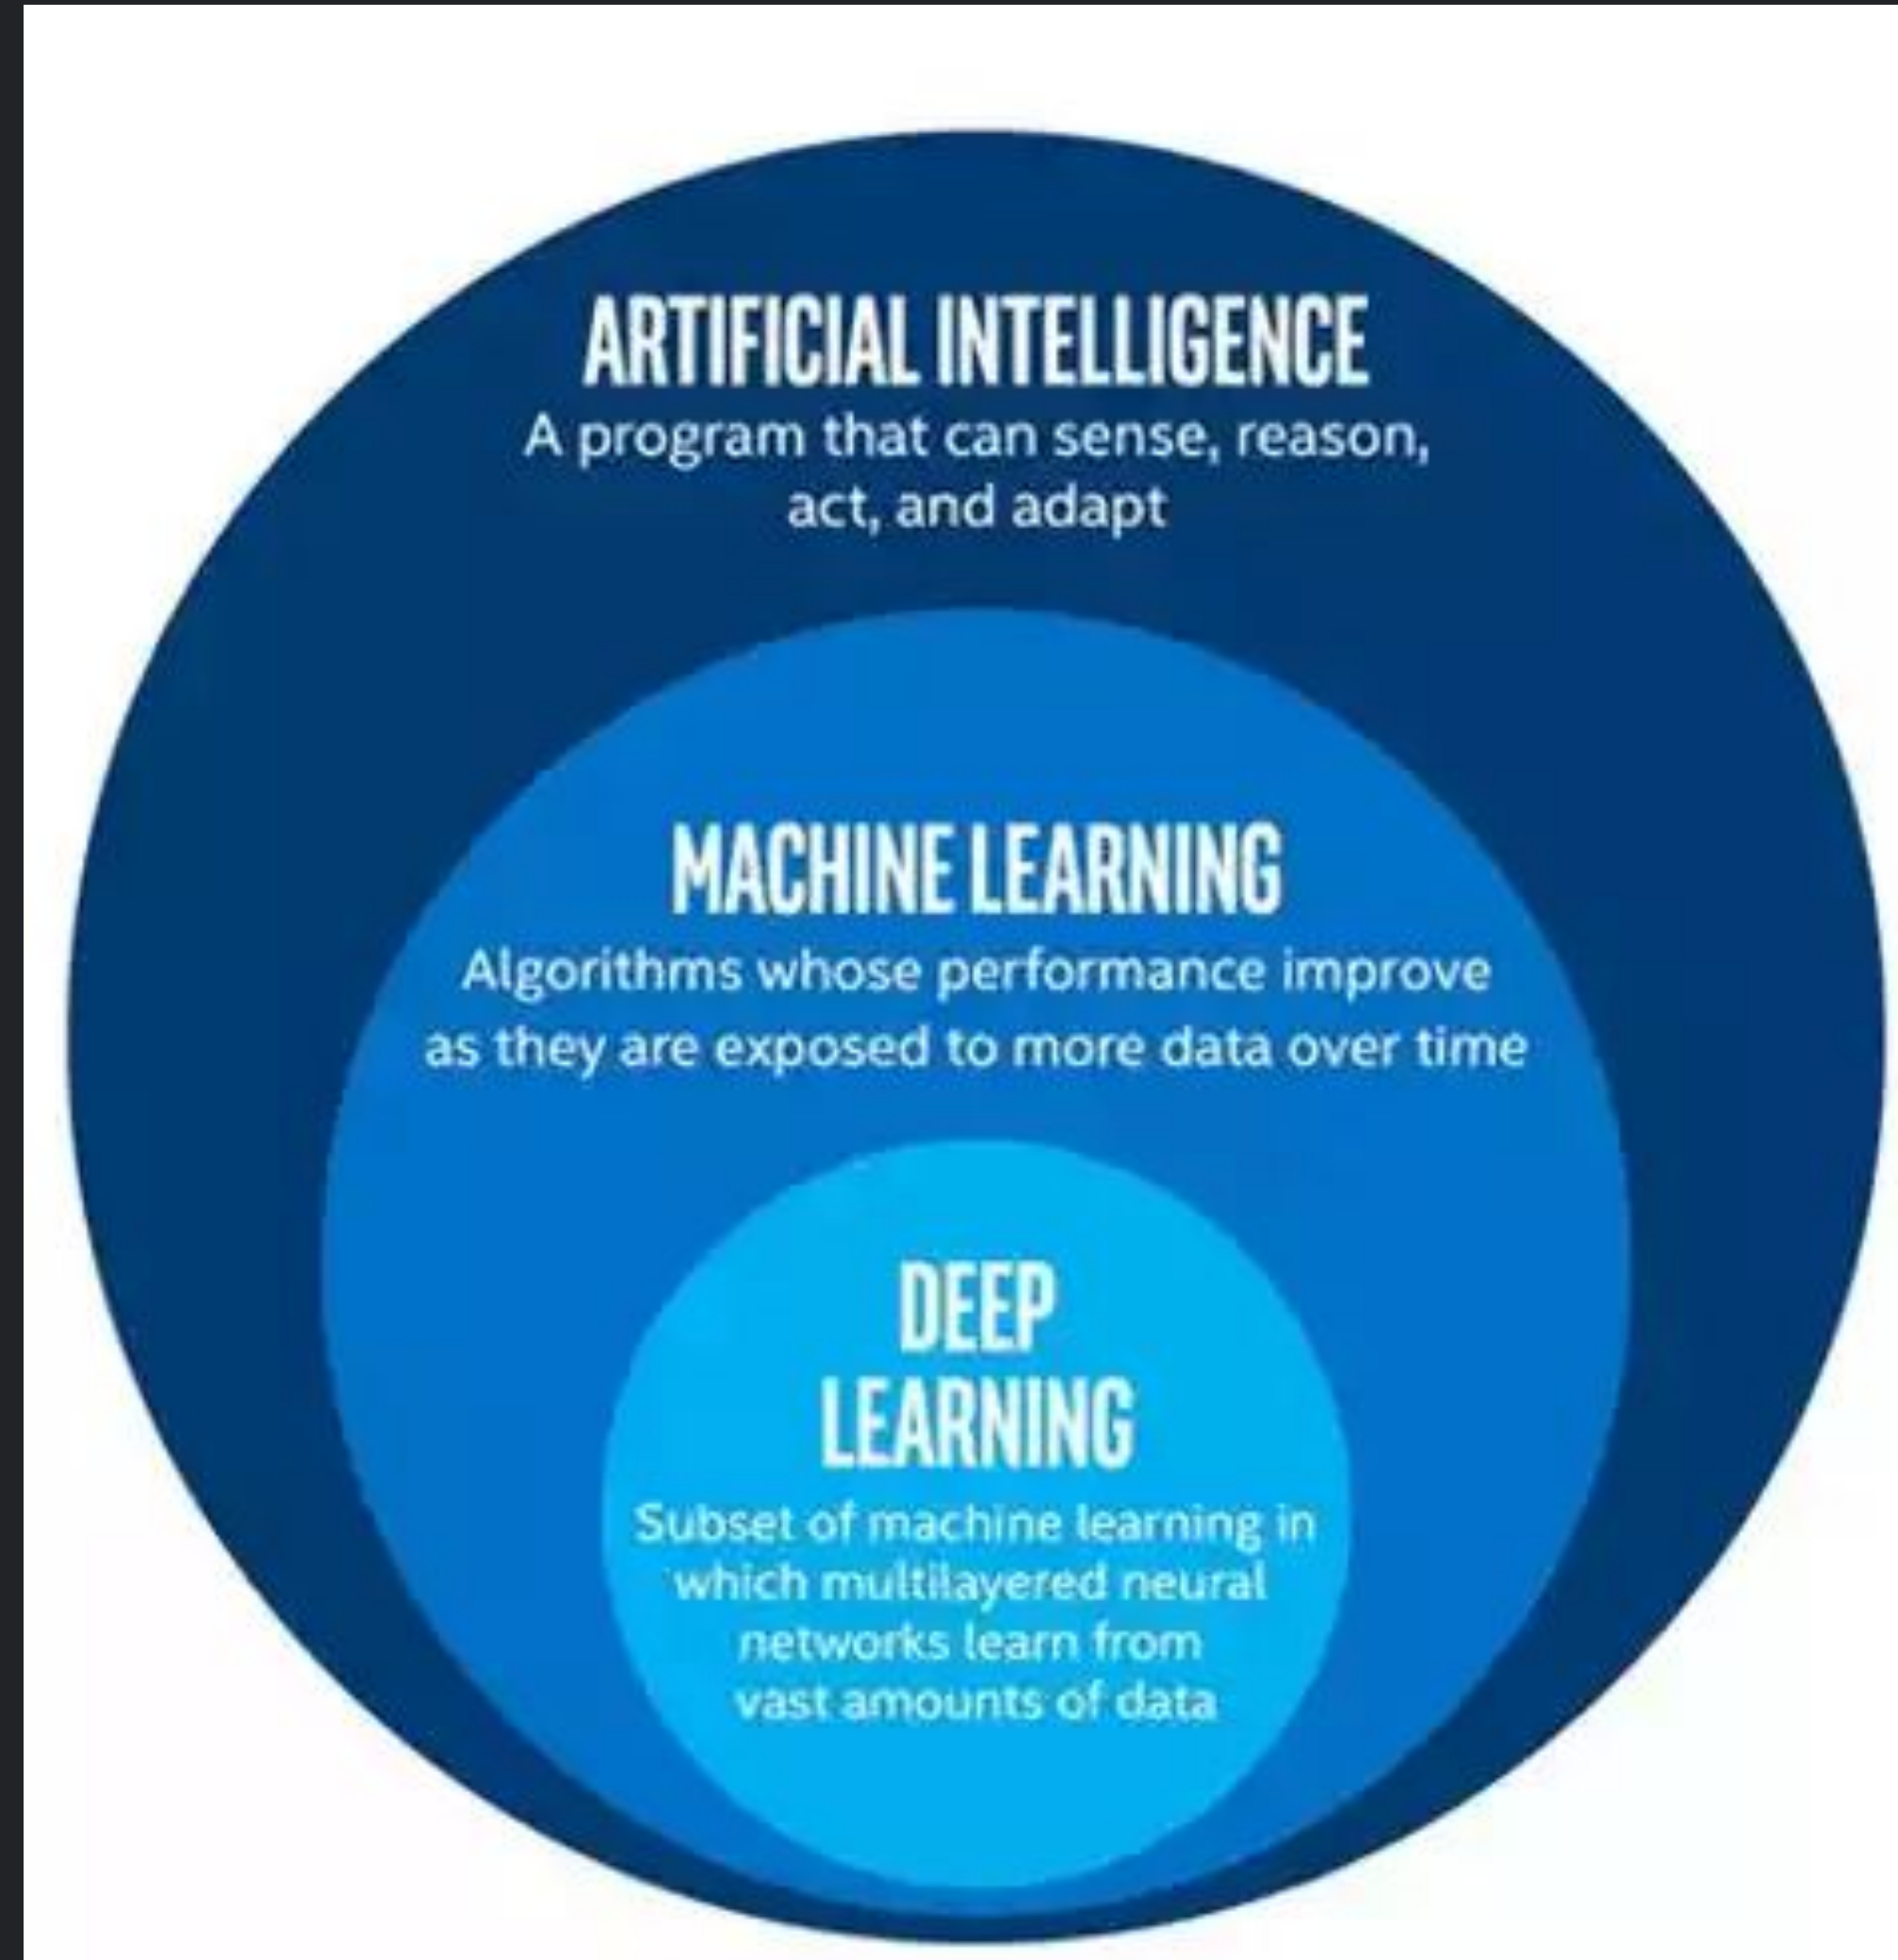 ARTIFICIAL INTELLIGENCE
A program that can sense, reason,
act, and adapt
MACHINE LEARNING
Algorithms whose performance improve
as they are exposed to more data over time
DEEP
LEARNING
Subset of machine learning in
which multilayered neural
networks learn from
vast amounts of data